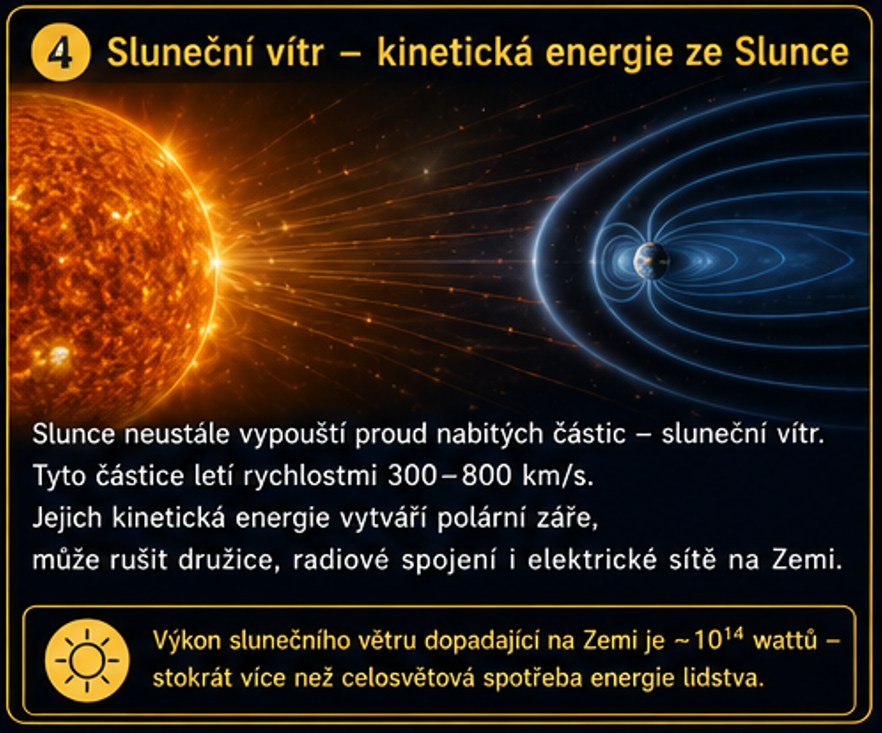 4 Sluneční vítr – kinetická energie ze Slunce
Slunce neustále vypouští proud nabitých částic – sluneční vítr.
Tyto částice letí rychlostmi 300–800 km/s.
Jejich kinetická energie vytváří polární záře,
může rušit družice, radiové spojení i elektrické sítě na Zemi.
Výkon slunečního větru dopadající na Zemi je ~10¹⁴ wattů –
stokrát více než celosvětová spotřeba energie lidstva.